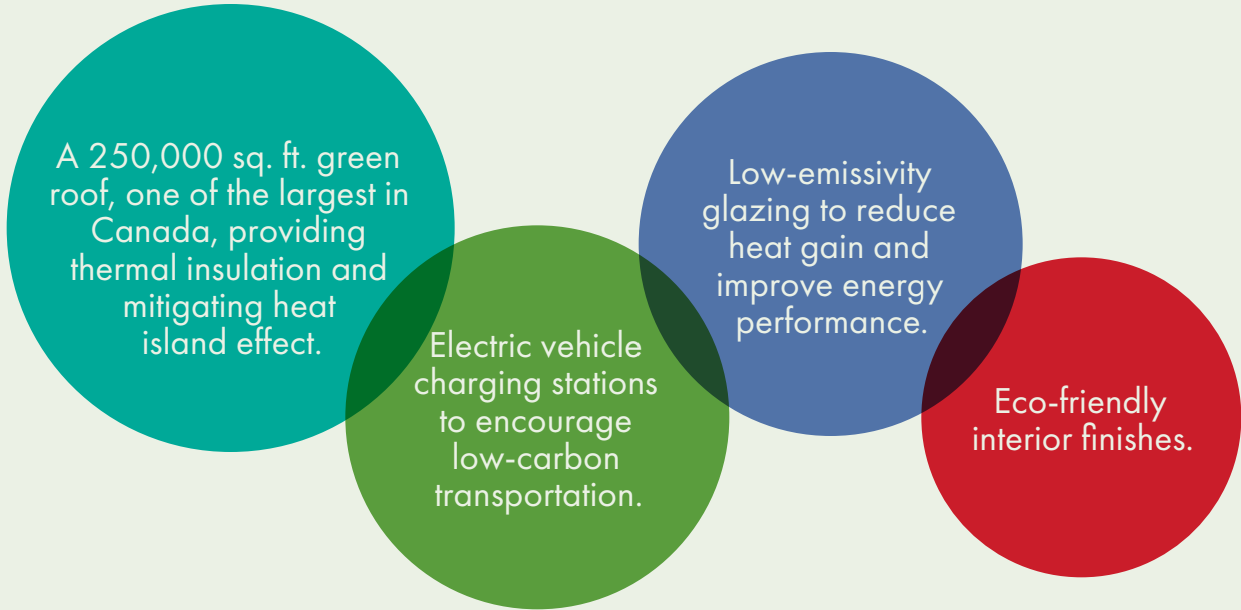 A 250,000 sq. ft. green
roof, one of the largest in
Canada, providing
thermal insulation and
mitigating heat
island effect.
Electric vehicle
charging stations
to encourage
low-carbon
transportation.
Low-emissivity
glazing to reduce
heat gain and
improve energy
performance.
Eco-friendly
interior finishes.